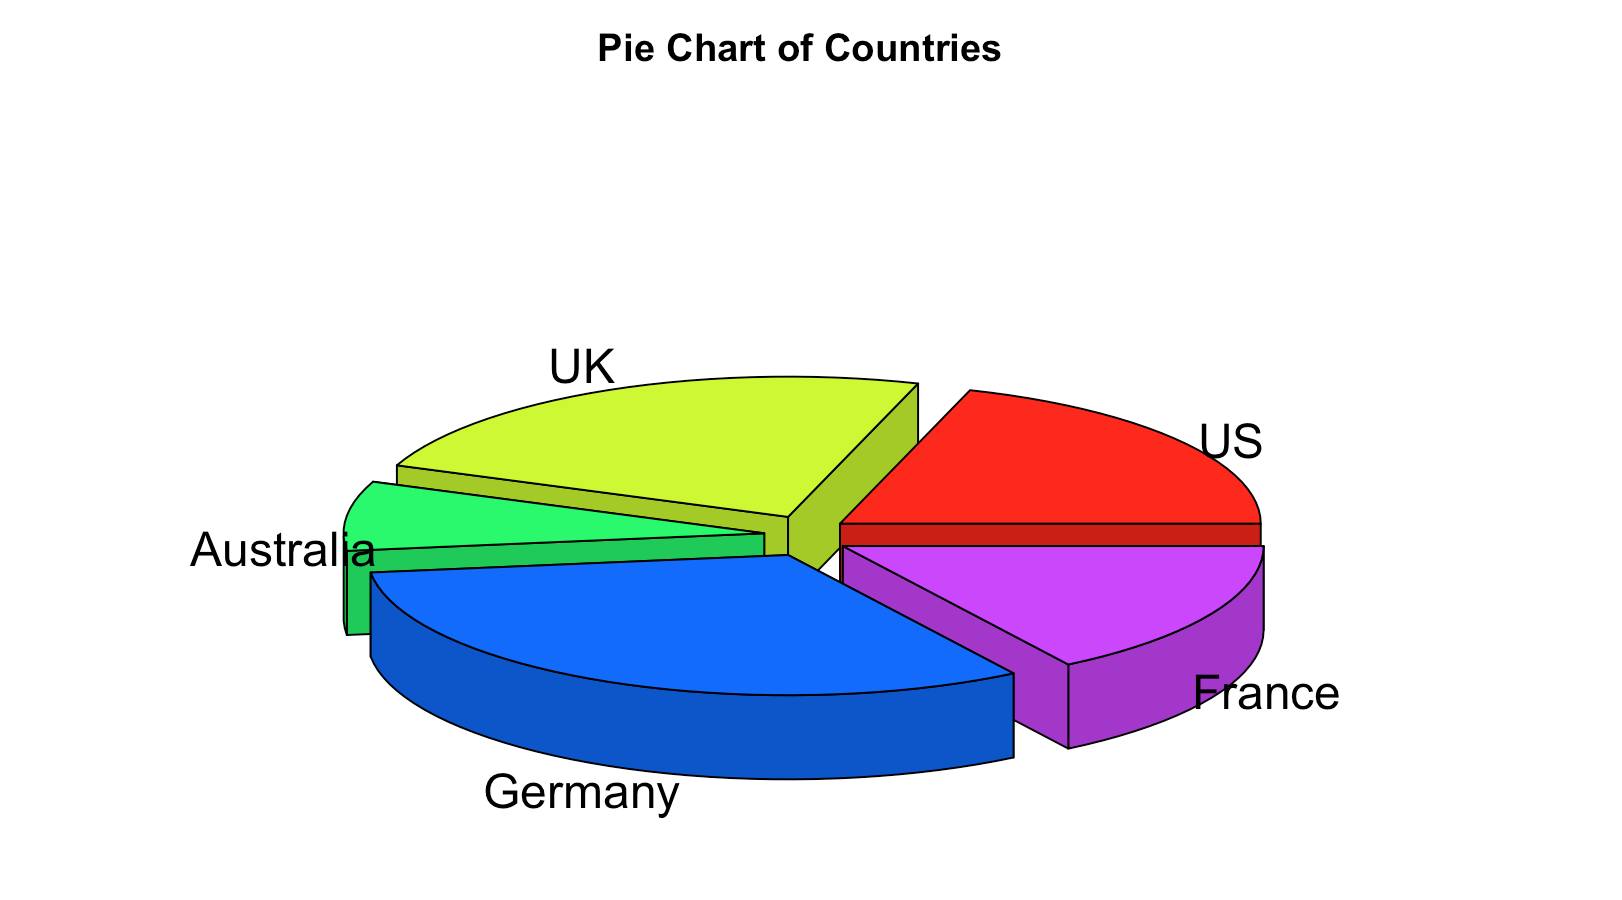 Pie Chart of Countries
UK
US
Australia
France
Germany